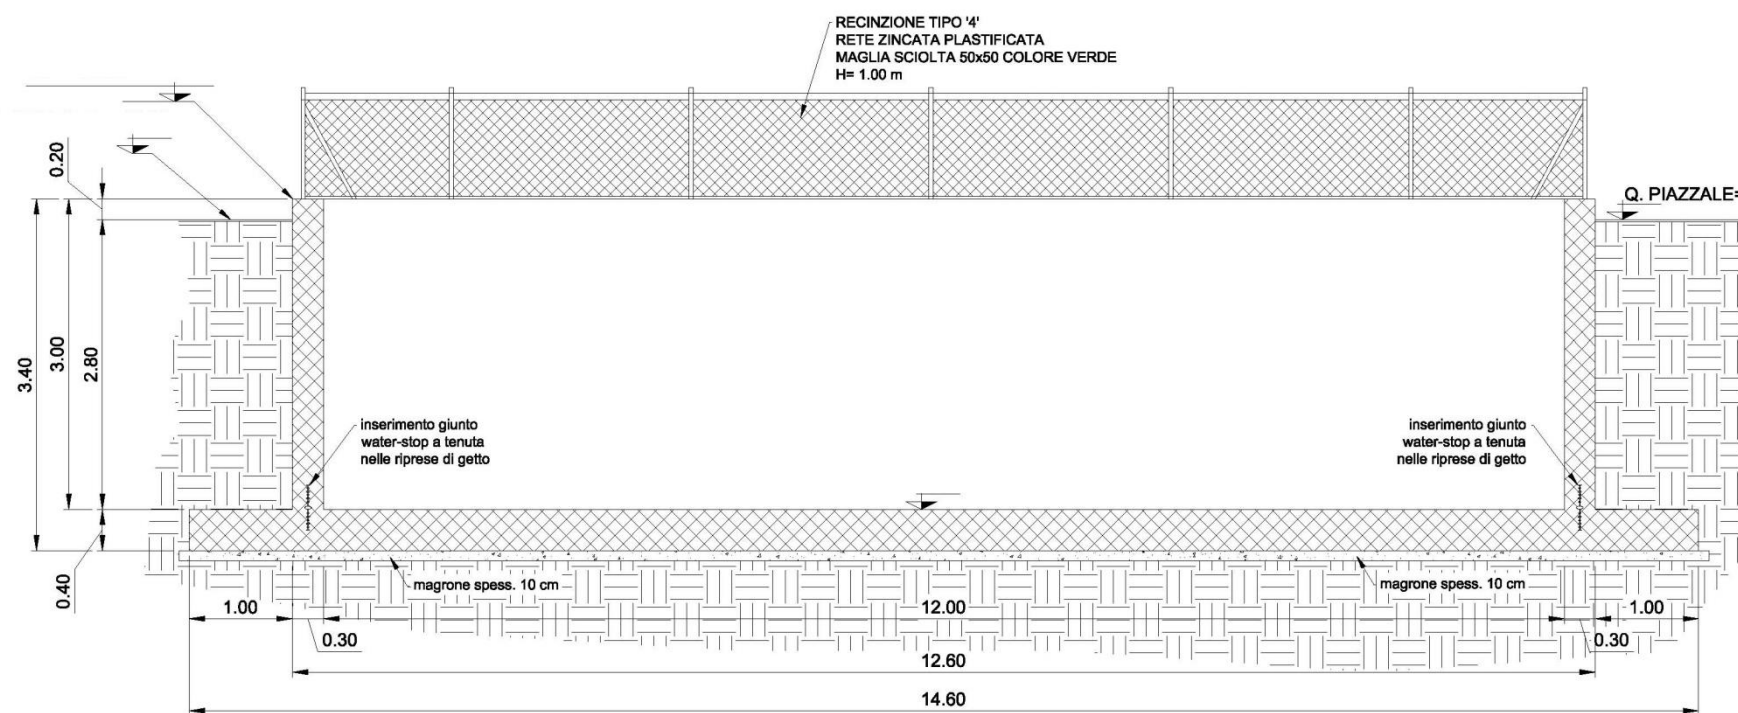 RECINZIONE TIPO '4'
RETE ZINCATA PLASTIFICATA
MAGLIA SCIOLTA 50x50 COLORE VERDE
H= 1.00 m
0.20
Q. PIAZZALE=
3.40
3.00
2.80
inserimento giunto
water-stop a tenuta
nelle riprese di getto
inserimento giunto
water-stop a tenuta
nelle riprese di getto
0.40
magrone spess. 10 cm
magrone spess. 10 cm
1.00
12.00
1.00
0.30
0.30
12.60
14.60